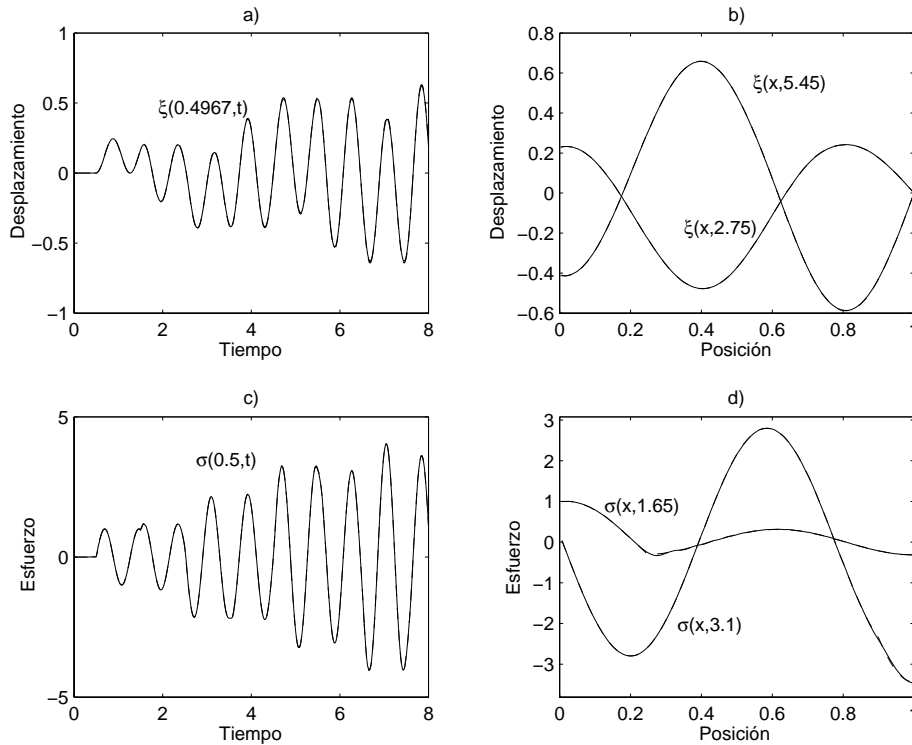 a)
1
0.5
0
−0.5
−1
0 2 4 6 8
Desplazamiento
Tiempo
ξ(0.4967,t)
b)
0.8
0.6
0.4
0.2
0
−0.2
−0.4
−0.6
0 0.2 0.4 0.6 0.8 1
Desplazamiento
Posición
ξ(x,5.45)
ξ(x,2.75)
c)
5
0
−5
0 2 4 6 8
Esfuerzo
Tiempo
σ(0.5,t)
d)
3
2
1
0
−1
−2
−3
0 0.2 0.4 0.6 0.8 1
Esfuerzo
Posición
σ(x,1.65)
σ(x,3.1)